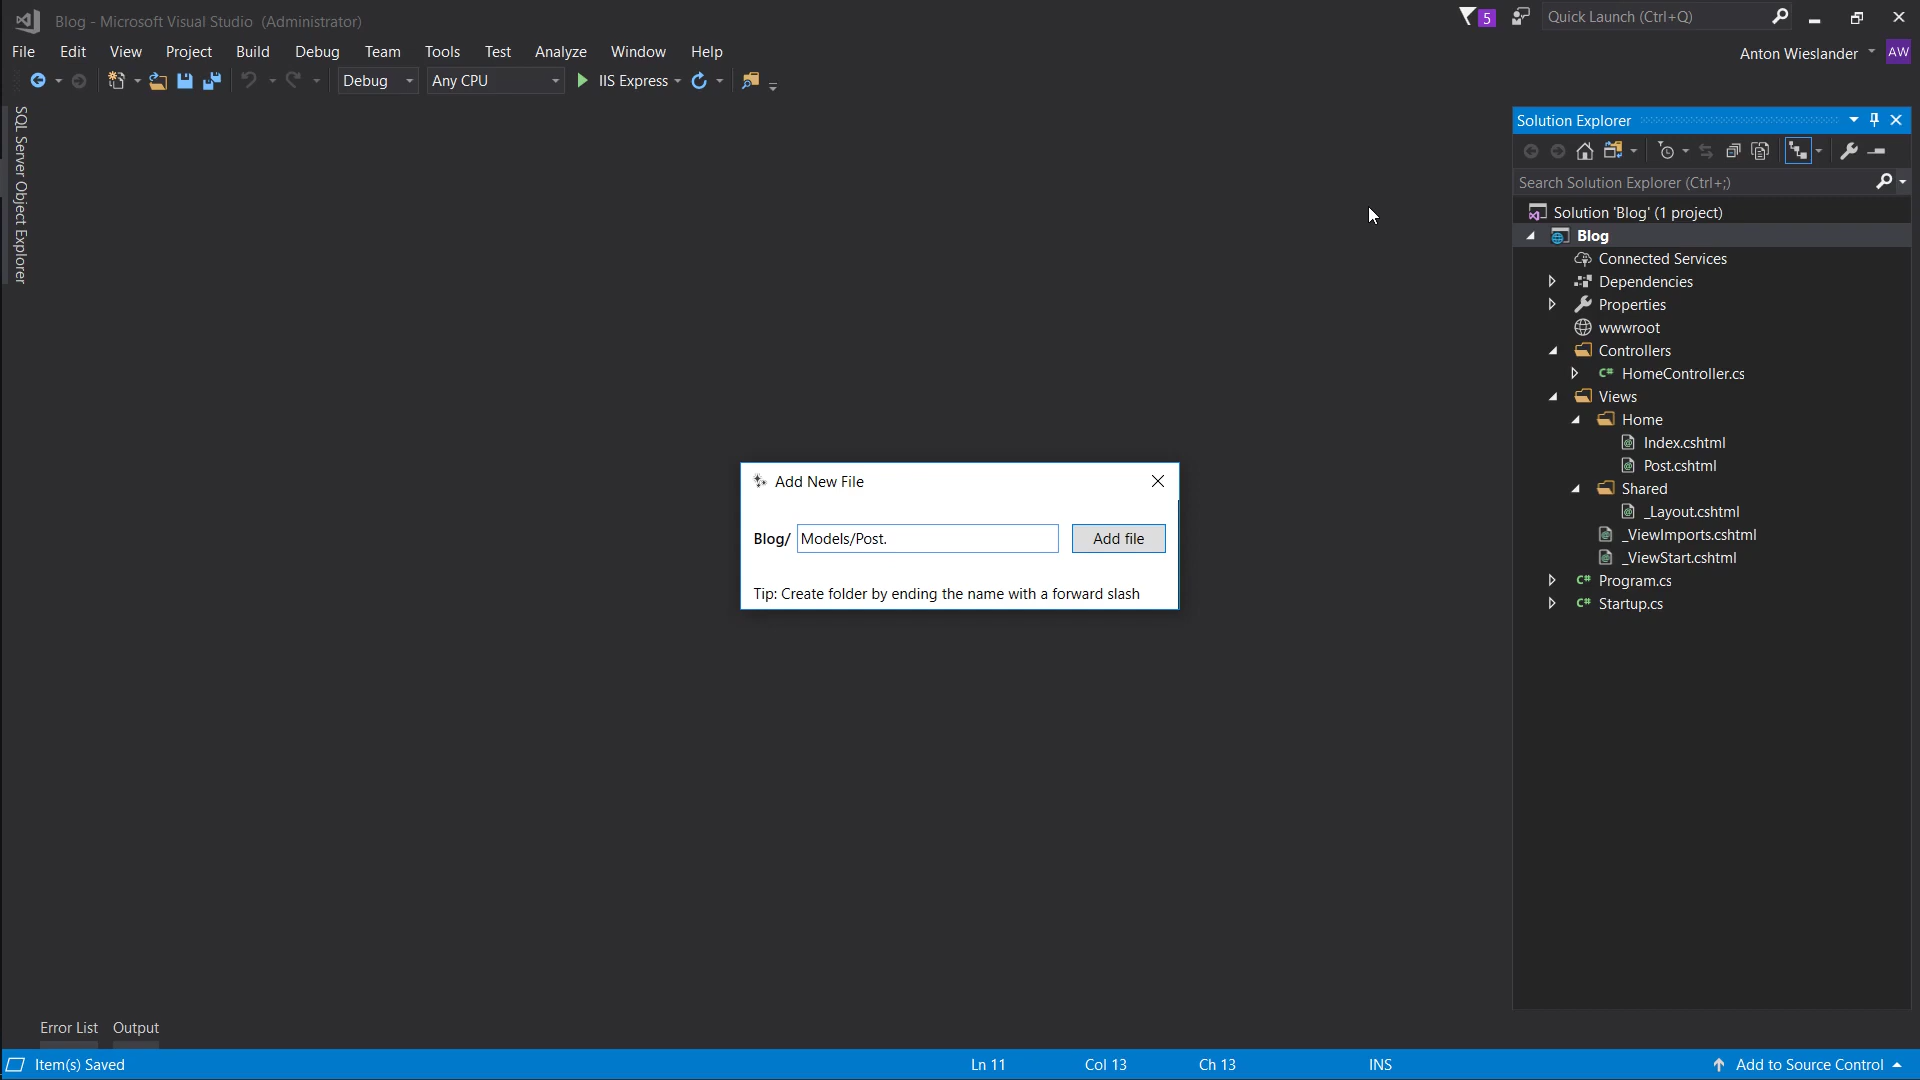 Blog - Microsoft Visual Studio (Administrator)
5
Quick Launch (Ctrl+Q)
File Edit View Project Build Debug Team Tools Test Analyze Window Help
Anton Wieslander AW
Debug Any CPU IIS Express
SQL Server Object Explorer
Solution Explorer
Search Solution Explorer (Ctrl+;)
Solution 'Blog' (1 project)
Blog
Connected Services
Dependencies
Properties
wwwroot
Controllers
C# HomeController.cs
Views
Home
Index.cshtml
Post.cshtml
Shared
_Layout.cshtml
_ViewImports.cshtml
_ViewStart.cshtml
C# Program.cs
C# Startup.cs
Add New File
Blog/ Models/Post. Add file
Tip: Create folder by ending the name with a forward slash
Error List Output
Item(s) Saved Ln 11 Col 13 Ch 13 INS Add to Source Control